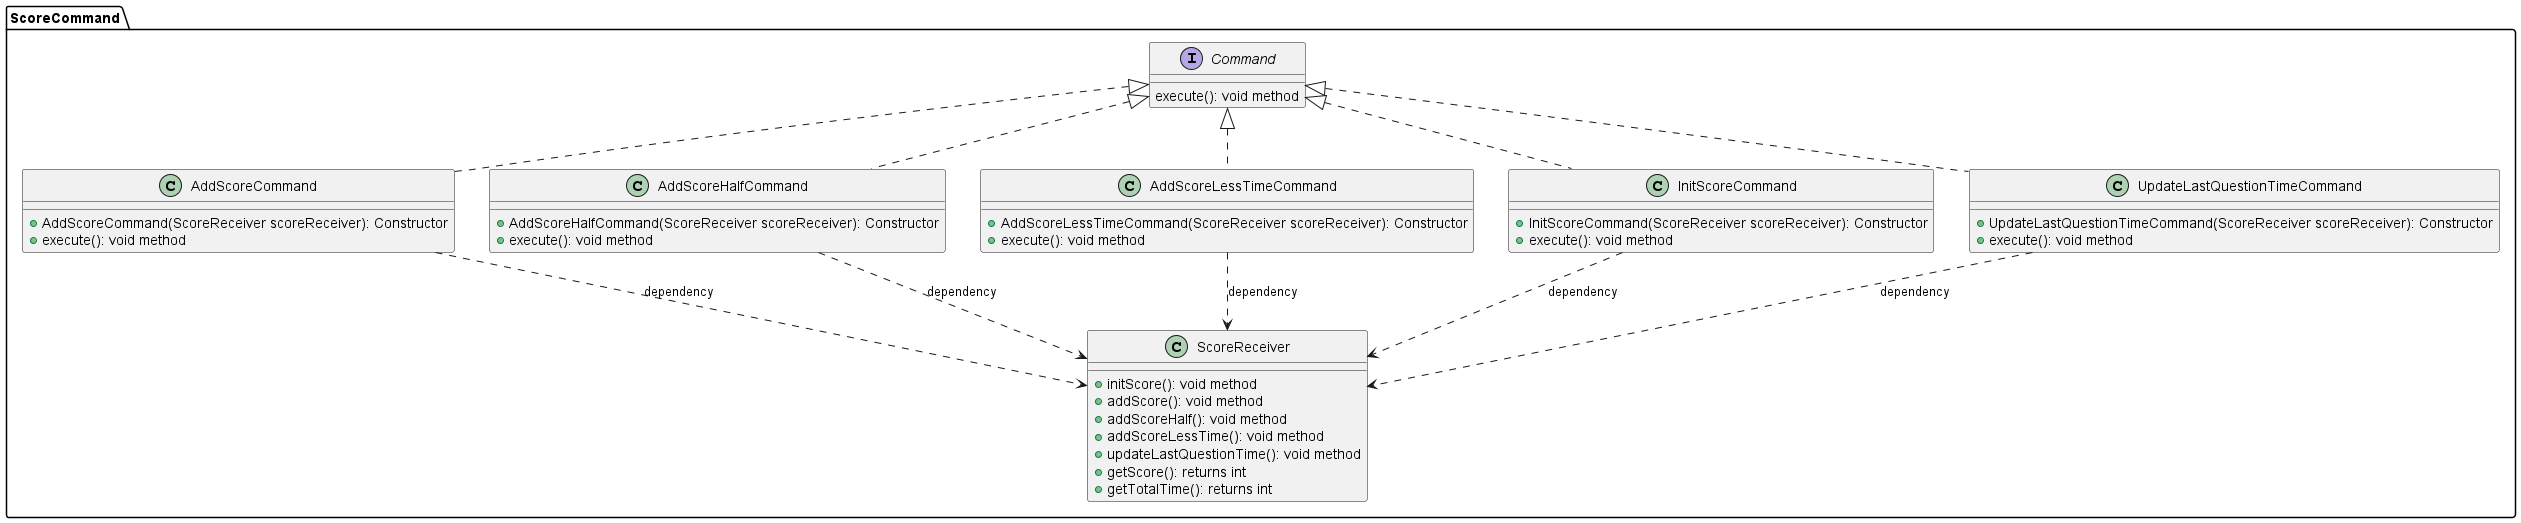 ScoreCommand
I Command
execute(): void method
C AddScoreCommand
AddScoreCommand(ScoreReceiver scoreReceiver): Constructor
execute(): void method
C AddScoreHalfCommand
AddScoreHalfCommand(ScoreReceiver scoreReceiver): Constructor
execute(): void method
C AddScoreLessTimeCommand
AddScoreLessTimeCommand(ScoreReceiver scoreReceiver): Constructor
execute(): void method
C InitScoreCommand
InitScoreCommand(ScoreReceiver scoreReceiver): Constructor
execute(): void method
C UpdateLastQuestionTimeCommand
UpdateLastQuestionTimeCommand(ScoreReceiver scoreReceiver): Constructor
execute(): void method
dependency
dependency
dependency
dependency
dependency
C ScoreReceiver
initScore(): void method
addScore(): void method
addScoreHalf(): void method
addScoreLessTime(): void method
updateLastQuestionTime(): void method
getScore(): returns int
getTotalTime(): returns int